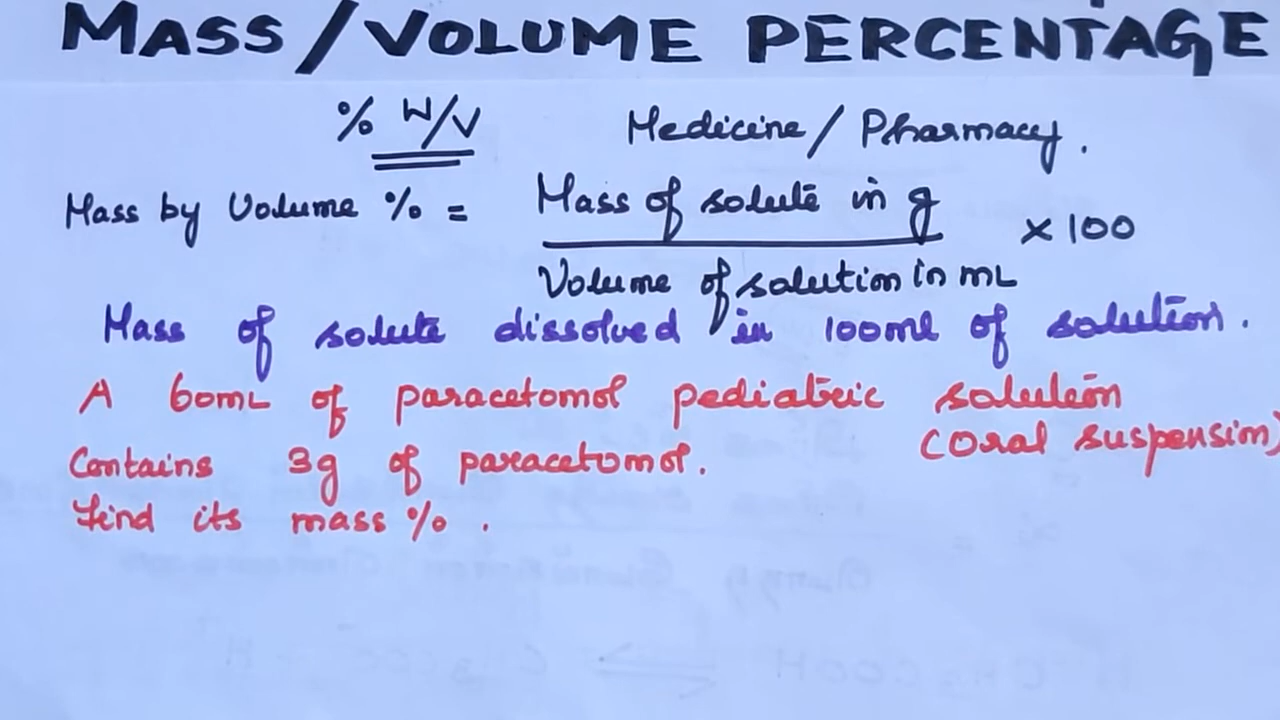 MASS/VOLUME PERCENTAGE
% W/V Medicine/Pharmacy.
Mass by Volume % = Mass of solute in g × 100
Volume of solution in mL
Mass of solute dissolved in 100ml of solution.
A 60mL of paracetomol pediatric solution
(Oral suspension)
Contains 3g of paracetomol.
Find its mass % .